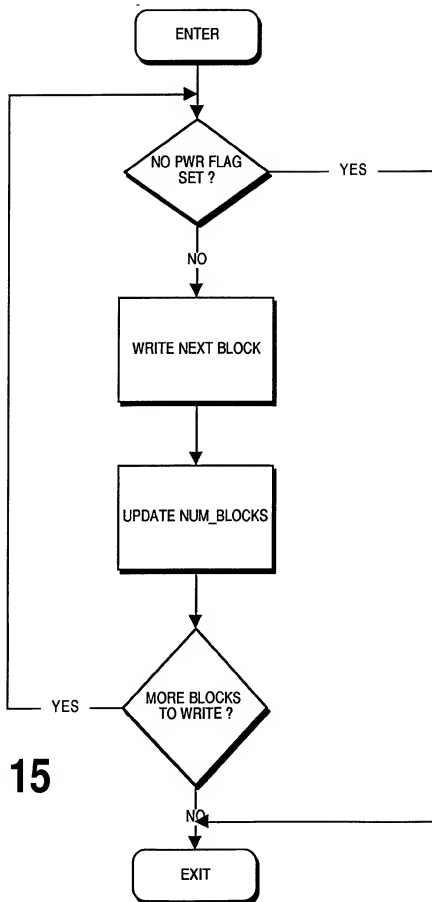 ENTER
NO PWR FLAG
SET ?
YES
NO
WRITE NEXT BLOCK
UPDATE NUM_BLOCKS
MORE BLOCKS
TO WRITE ?
YES
15
NO
EXIT